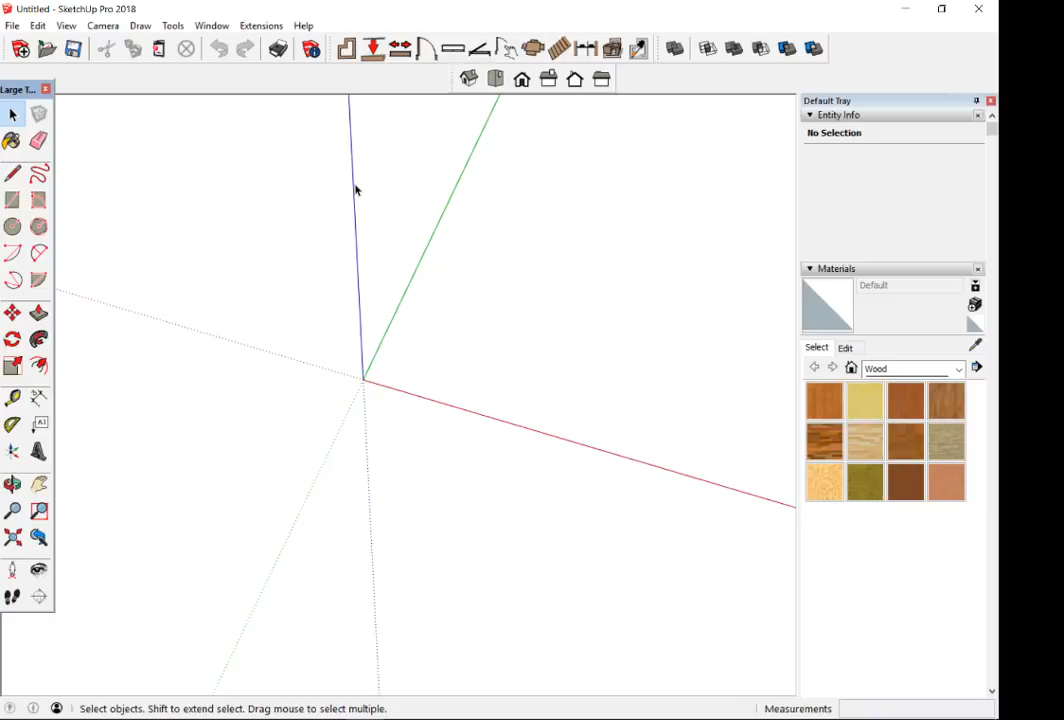 Untitled - SketchUp Pro 2018
File Edit View Camera Draw Tools Window Extensions Help
Large T...
Default Tray
Entity Info
No Selection
Materials
Default
Select Edit
Wood
A1
Select objects. Shift to extend select. Drag mouse to select multiple.
Measurements